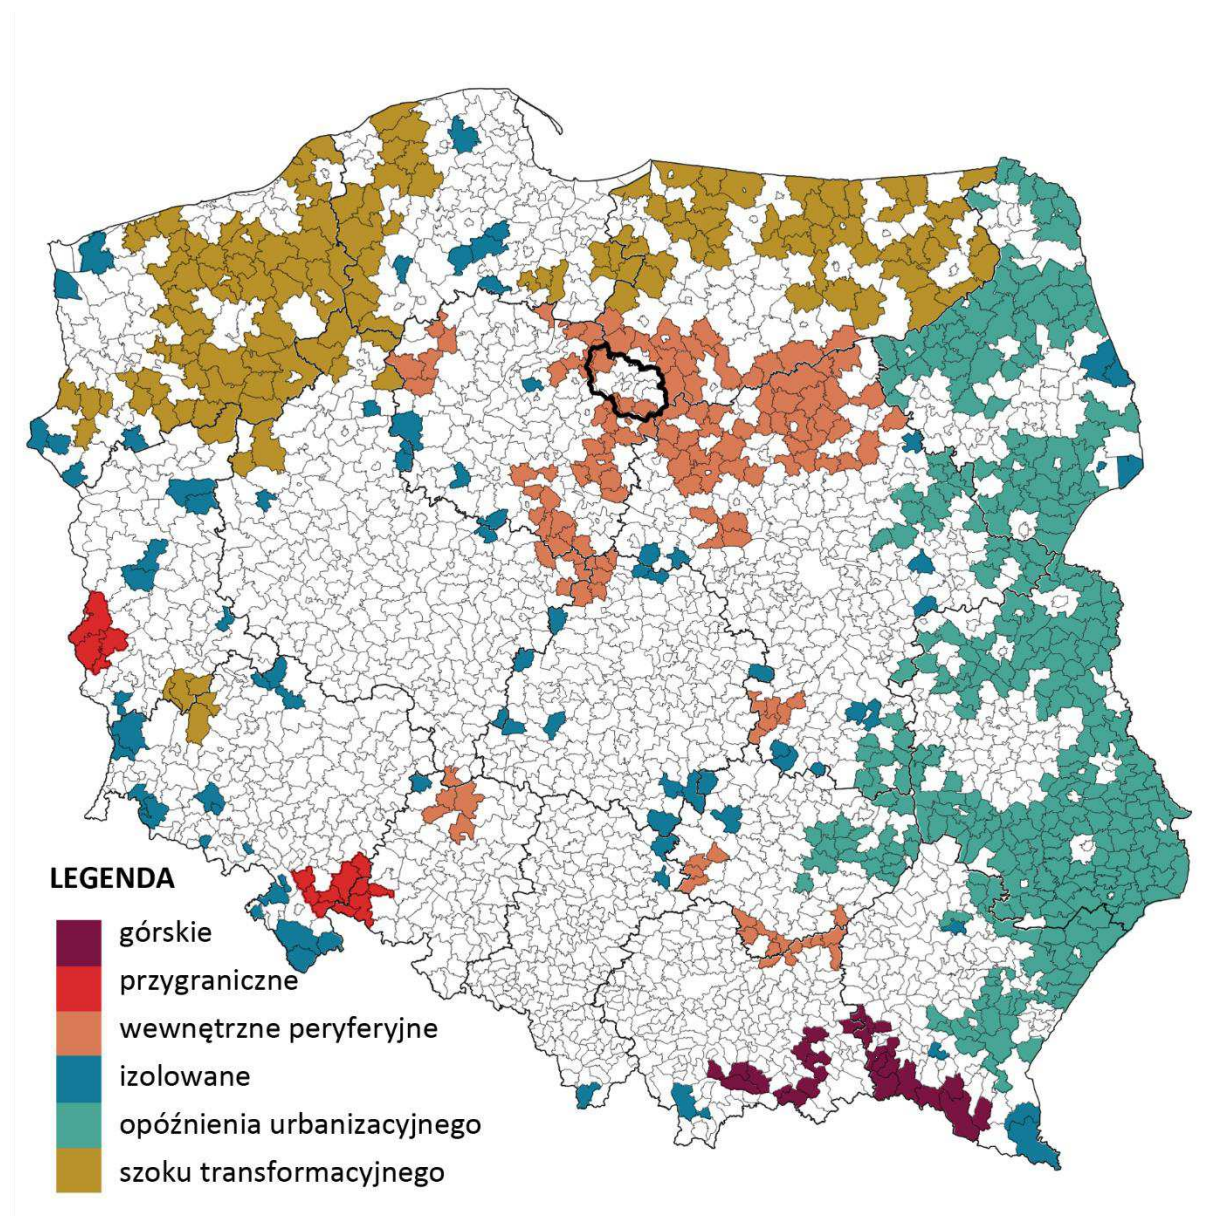 LEGENDA
górskie
przygraniczne
wewnętrzne peryferyjne
izolowane
opóźnienia urbanizacyjnego
szoku transformacyjnego